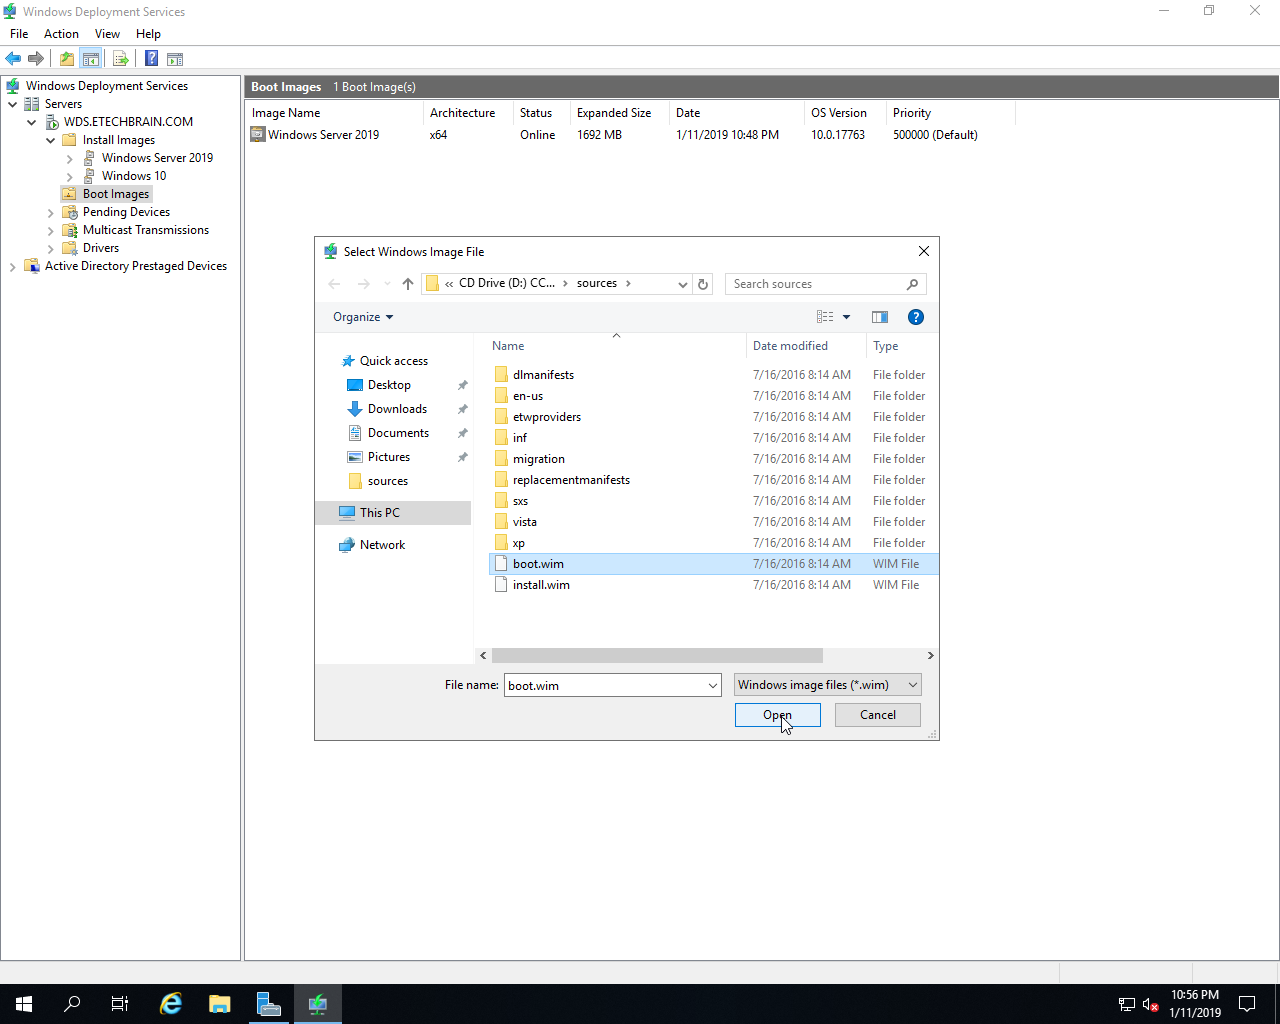 Windows Deployment Services
File Action View Help
Windows Deployment Services
Servers
WDS.ETECHBRAIN.COM
Install Images
Windows Server 2019
Windows 10
Boot Images
Pending Devices
Multicast Transmissions
Drivers
Active Directory Prestaged Devices
Boot Images 1 Boot Image(s)
Image Name Architecture Status Expanded Size Date OS Version Priority
Windows Server 2019 x64 Online 1692 MB 1/11/2019 10:48 PM 10.0.17763 500000 (Default)
Select Windows Image File
« CD Drive (D:) CC... › sources ›
Search sources
Organize
Quick access
Desktop
Downloads
Documents
Pictures
sources
This PC
Network
Name Date modified Type
dlmanifests 7/16/2016 8:14 AM File folder
en-us 7/16/2016 8:14 AM File folder
etwproviders 7/16/2016 8:14 AM File folder
inf 7/16/2016 8:14 AM File folder
migration 7/16/2016 8:14 AM File folder
replacementmanifests 7/16/2016 8:14 AM File folder
sxs 7/16/2016 8:14 AM File folder
vista 7/16/2016 8:14 AM File folder
xp 7/16/2016 8:14 AM File folder
boot.wim 7/16/2016 8:14 AM WIM File
install.wim 7/16/2016 8:14 AM WIM File
File name: boot.wim Windows image files (*.wim)
Open Cancel
10:56 PM
1/11/2019